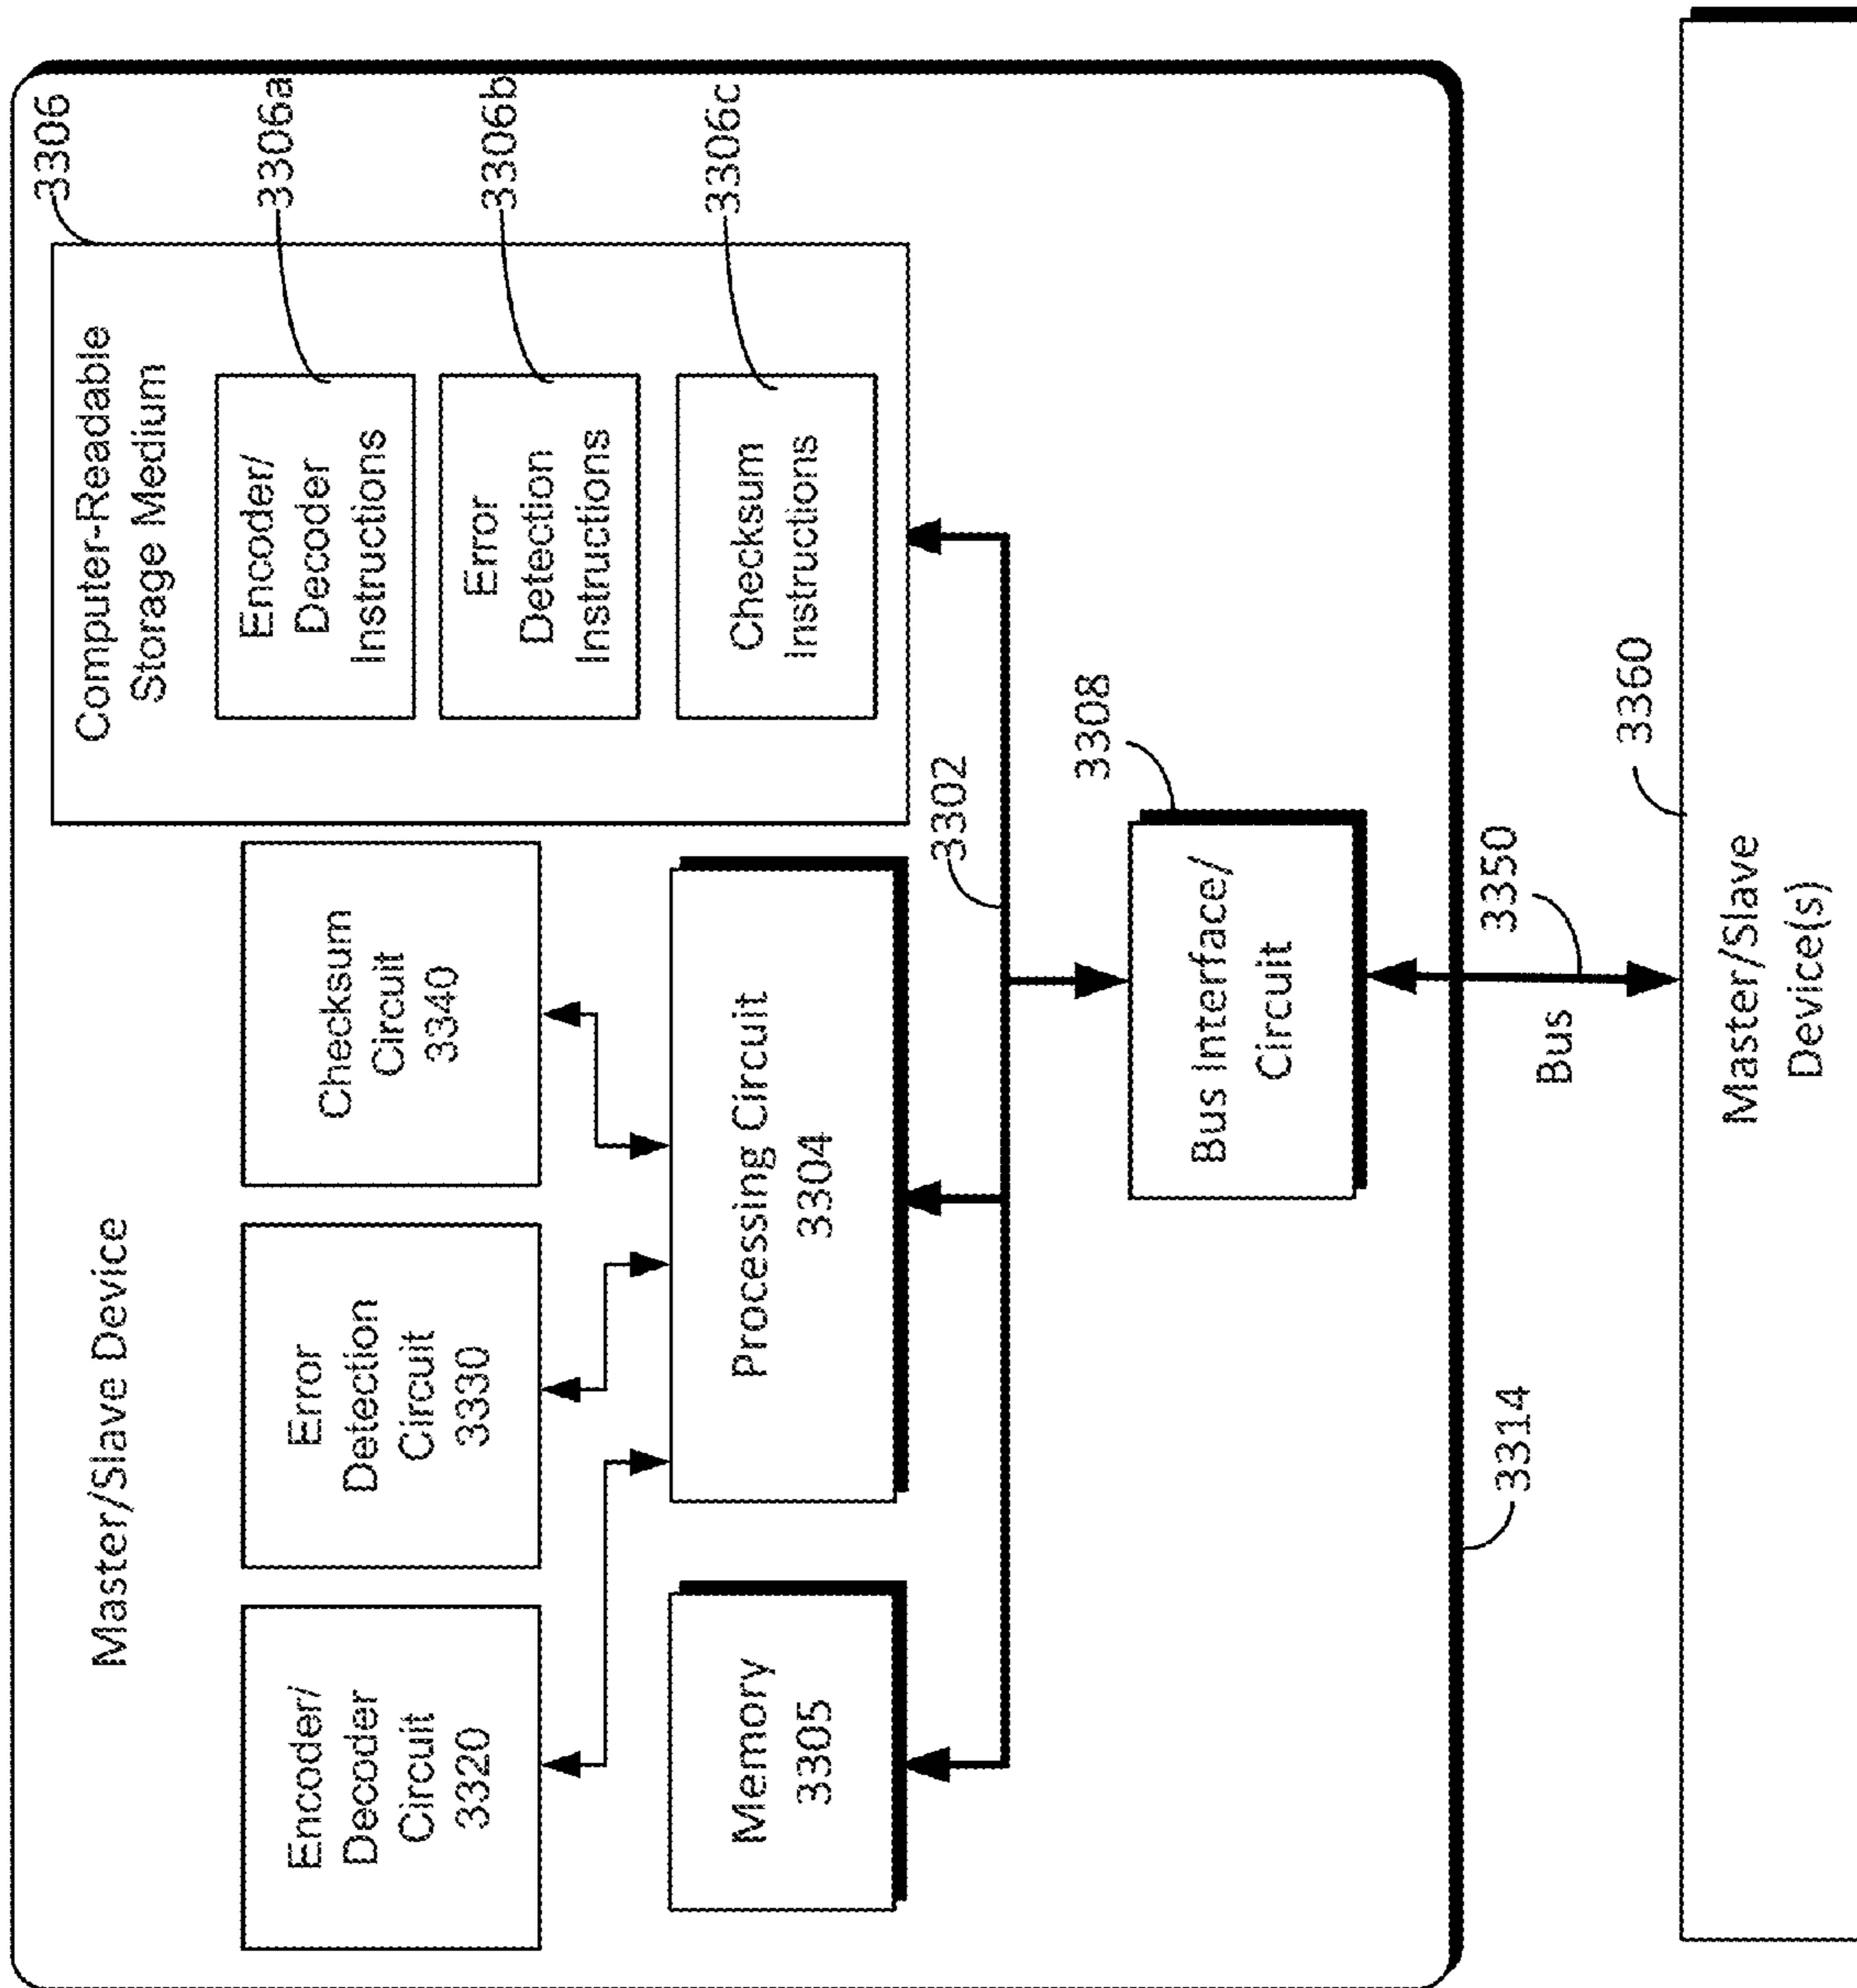 Master/Slave Device
Encoder/
Decoder
Circuit
3320
Error
Detection
Circuit
3330
Checksum
Circuit
3340
Computer-Readable
Storage Medium
3306
Encoder/
Decoder
Instructions
3306a
Error
Detection
Instructions
3306b
Checksum
Instructions
3306c
Memory
3305
Processing Circuit
3304
3302
Bus Interface/
Circuit
3308
3314
Bus
3350
3360
Master/Slave
Device(s)